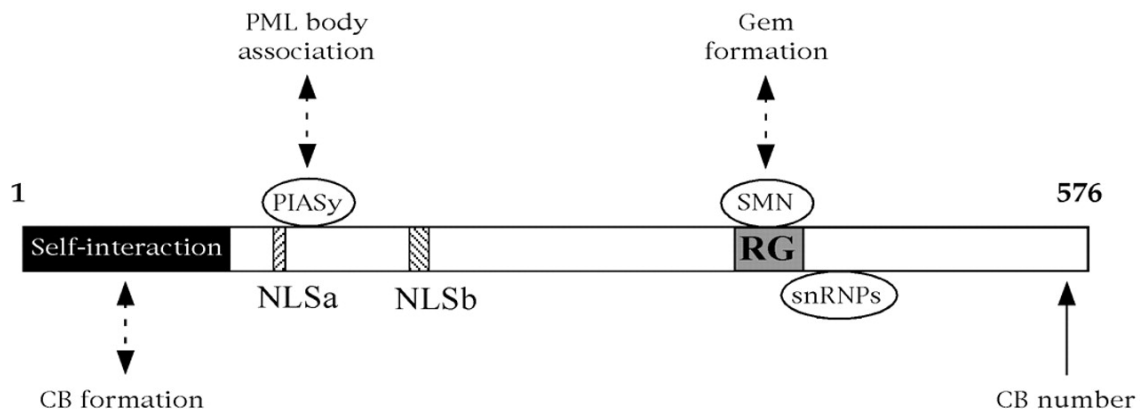 PML body
association
Gem
formation
1
PIASy
SMN
576
Self-interaction
RG
NLSa
NLSb
snRNPs
CB formation
CB number